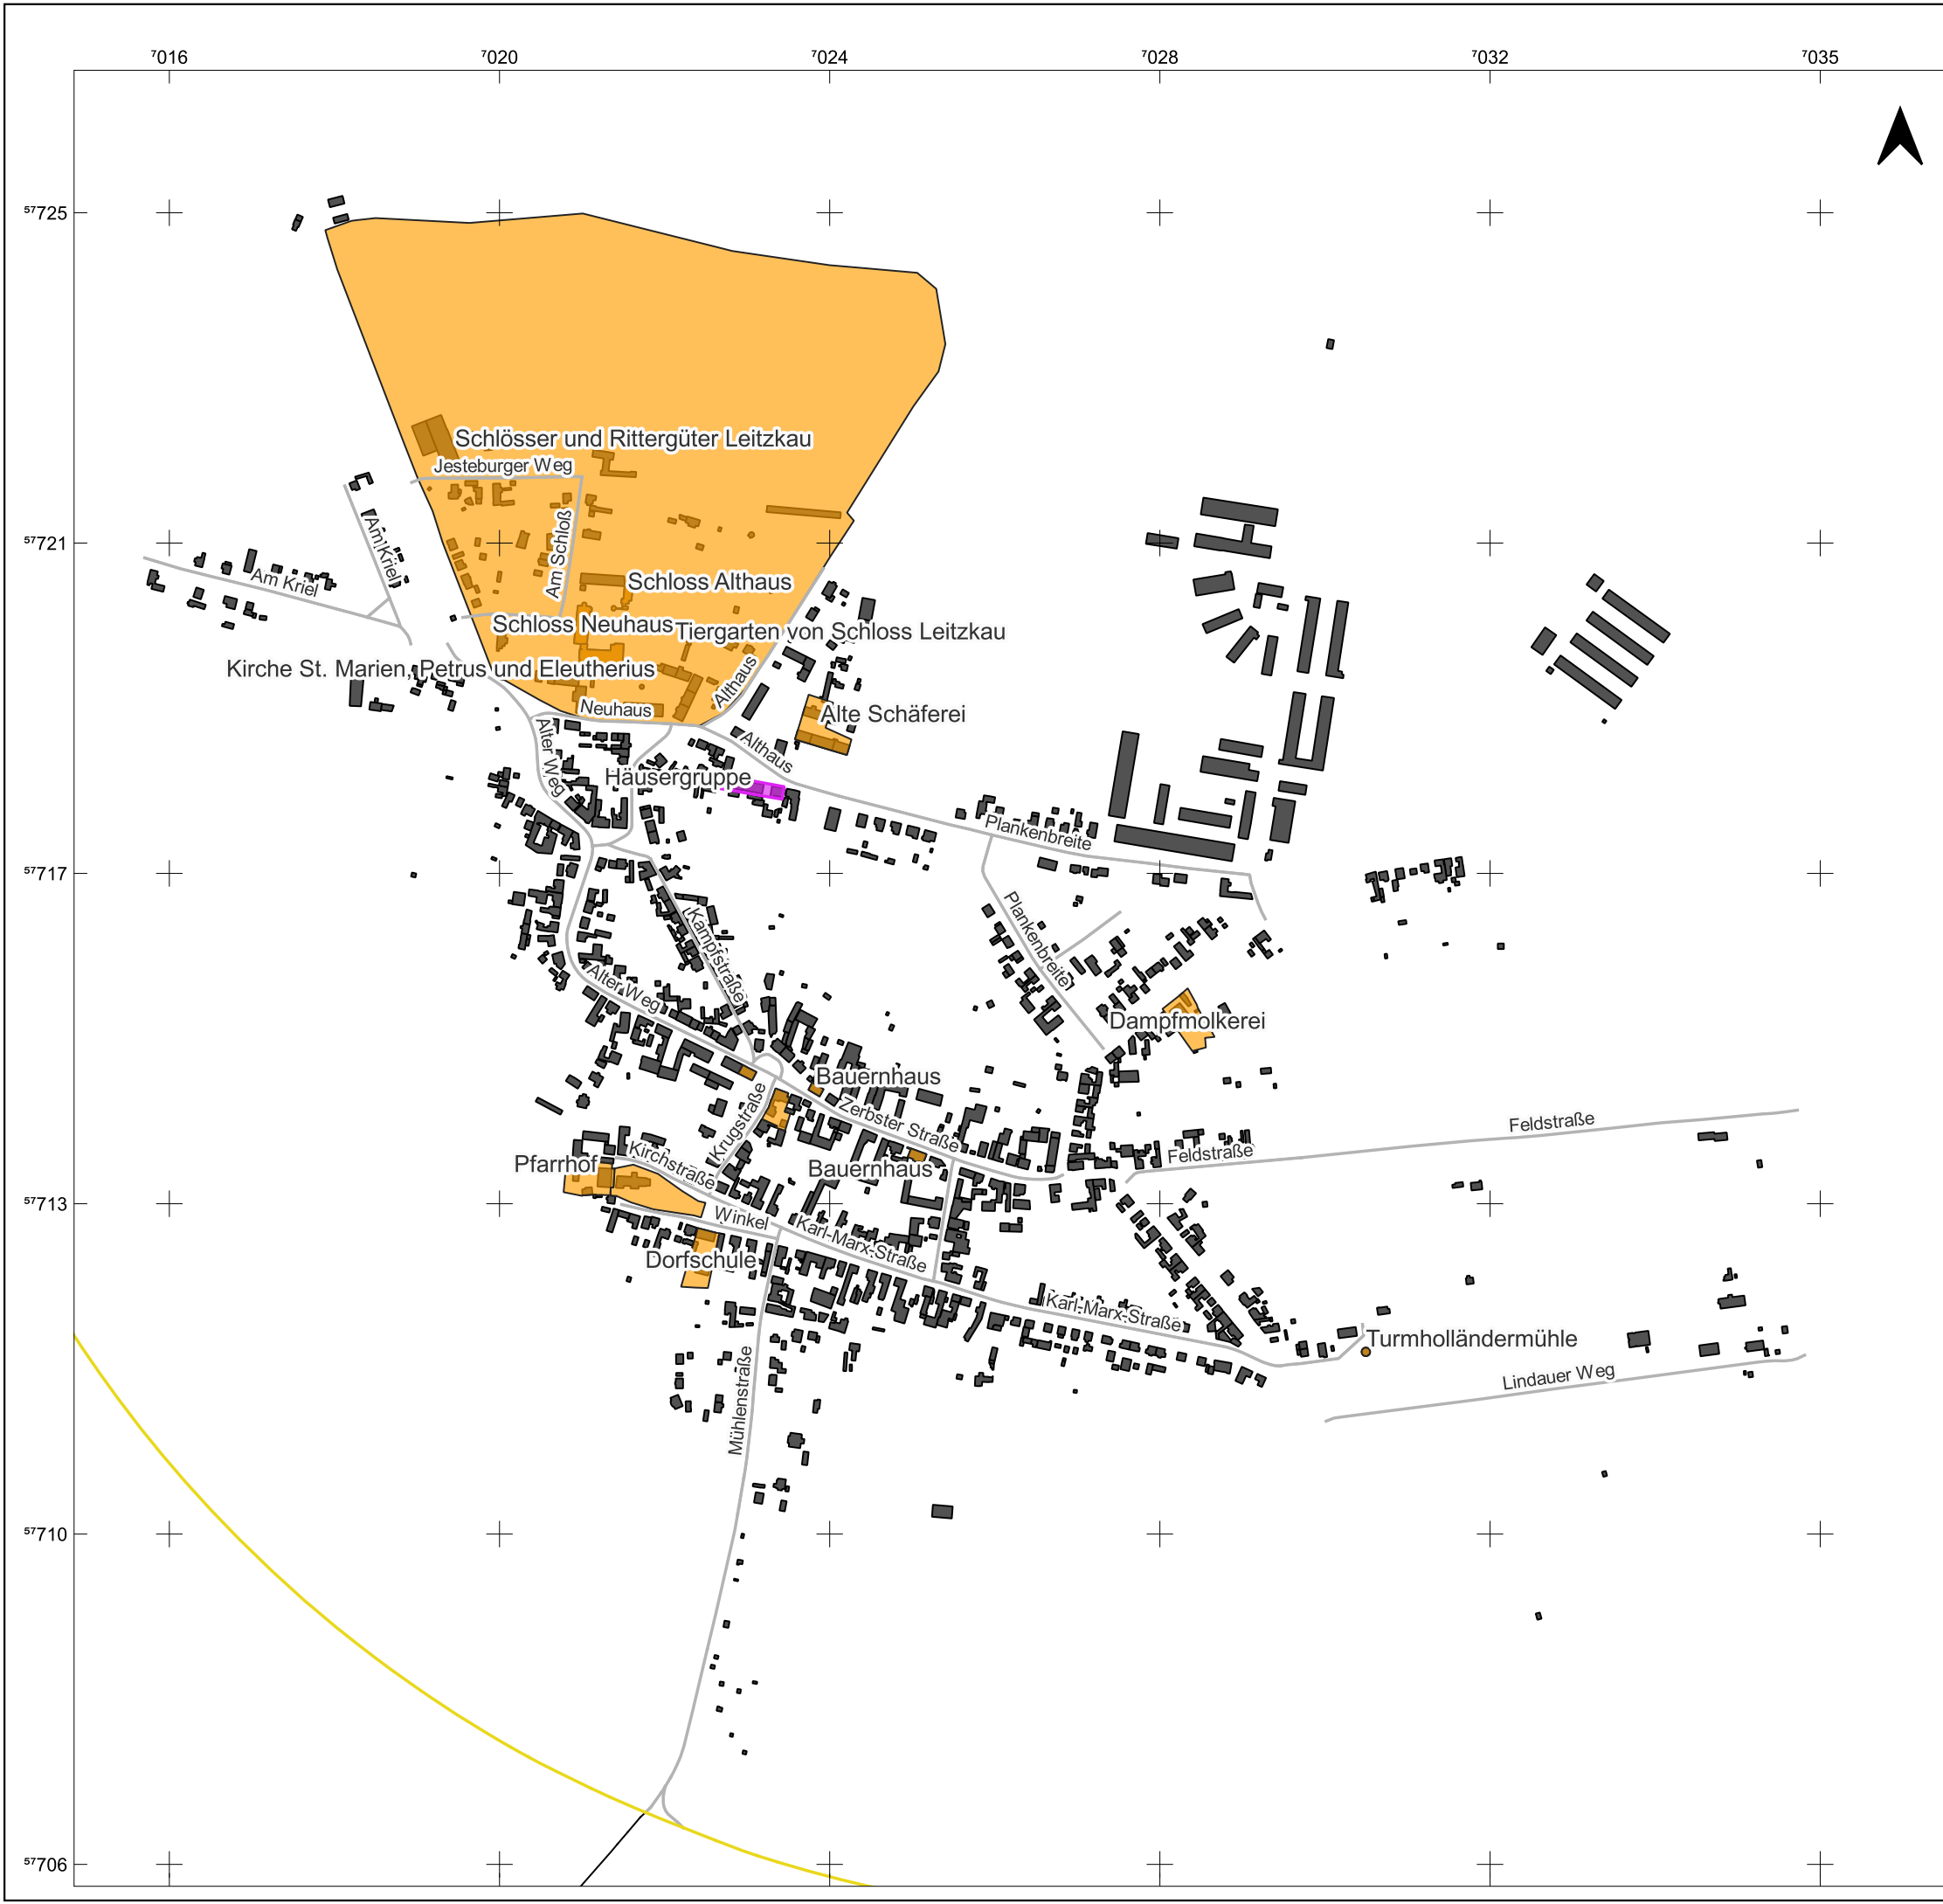 7016 7020 7024 7028 7032 7035
57725
Schlösser und Rittergüter Leitzkau
Jesteburger Weg
57721
Am Kriel
Am Schloß
Am Kriel
Schloss Althaus
Schloss Neuhaus
Tiergarten von Schloss Leitzkau
Kirche St. Marien, Petrus und Eleutherius
Althaus
Neuhaus
Alte Schäferei
Alter Weg
Althaus
Häusergruppe
Plankenbreite
57717
Kampfstraße
Plankenbreite
Alter Weg
Dampfmolkerei
Bauernhaus
Krugstraße
Zerbster Straße
Feldstraße
Feldstraße
Kirchstraße
Pfarrhof
Bauernhaus
57713
Winkel
Karl-Marx-Straße
Dorfschule
Karl-Marx-Straße
Turmholländermühle
Lindauer Weg
Mühlenstraße
57710
57706